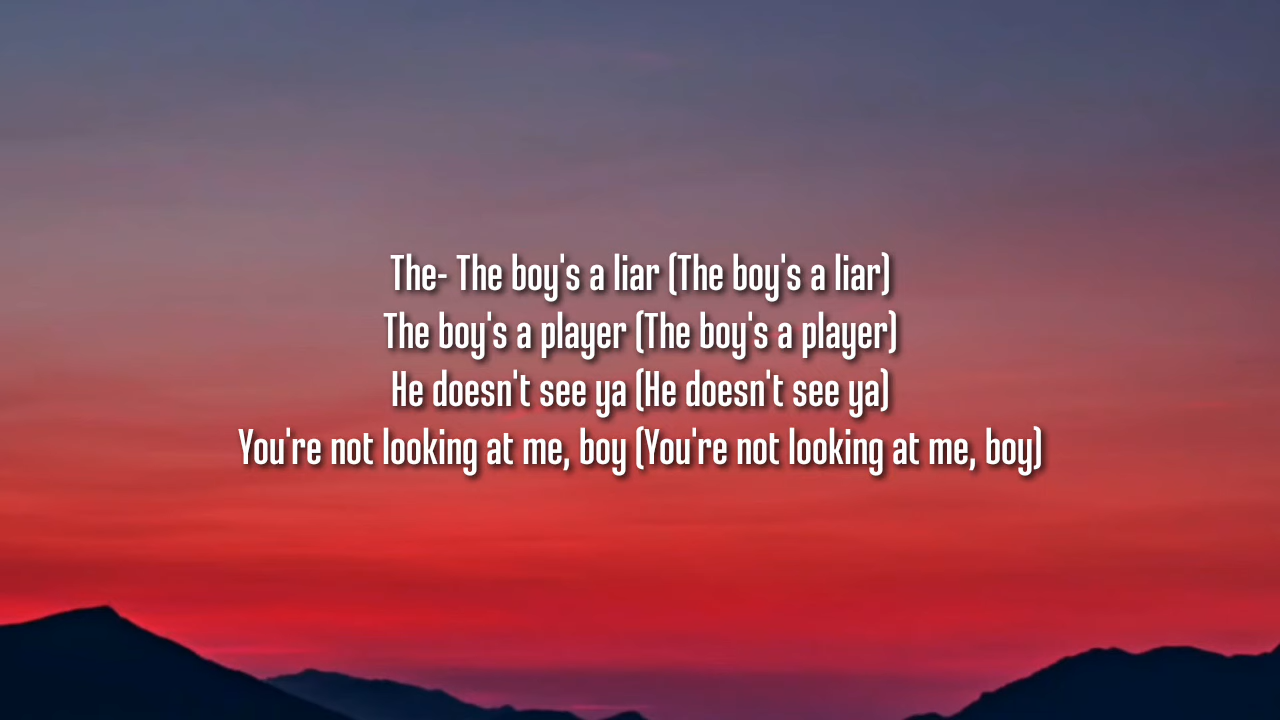 The- The boy's a liar (The boy's a liar)
The boy's a player (The boy's a player)
He doesn't see ya (He doesn't see ya)
You're not looking at me, boy (You're not looking at me, boy)